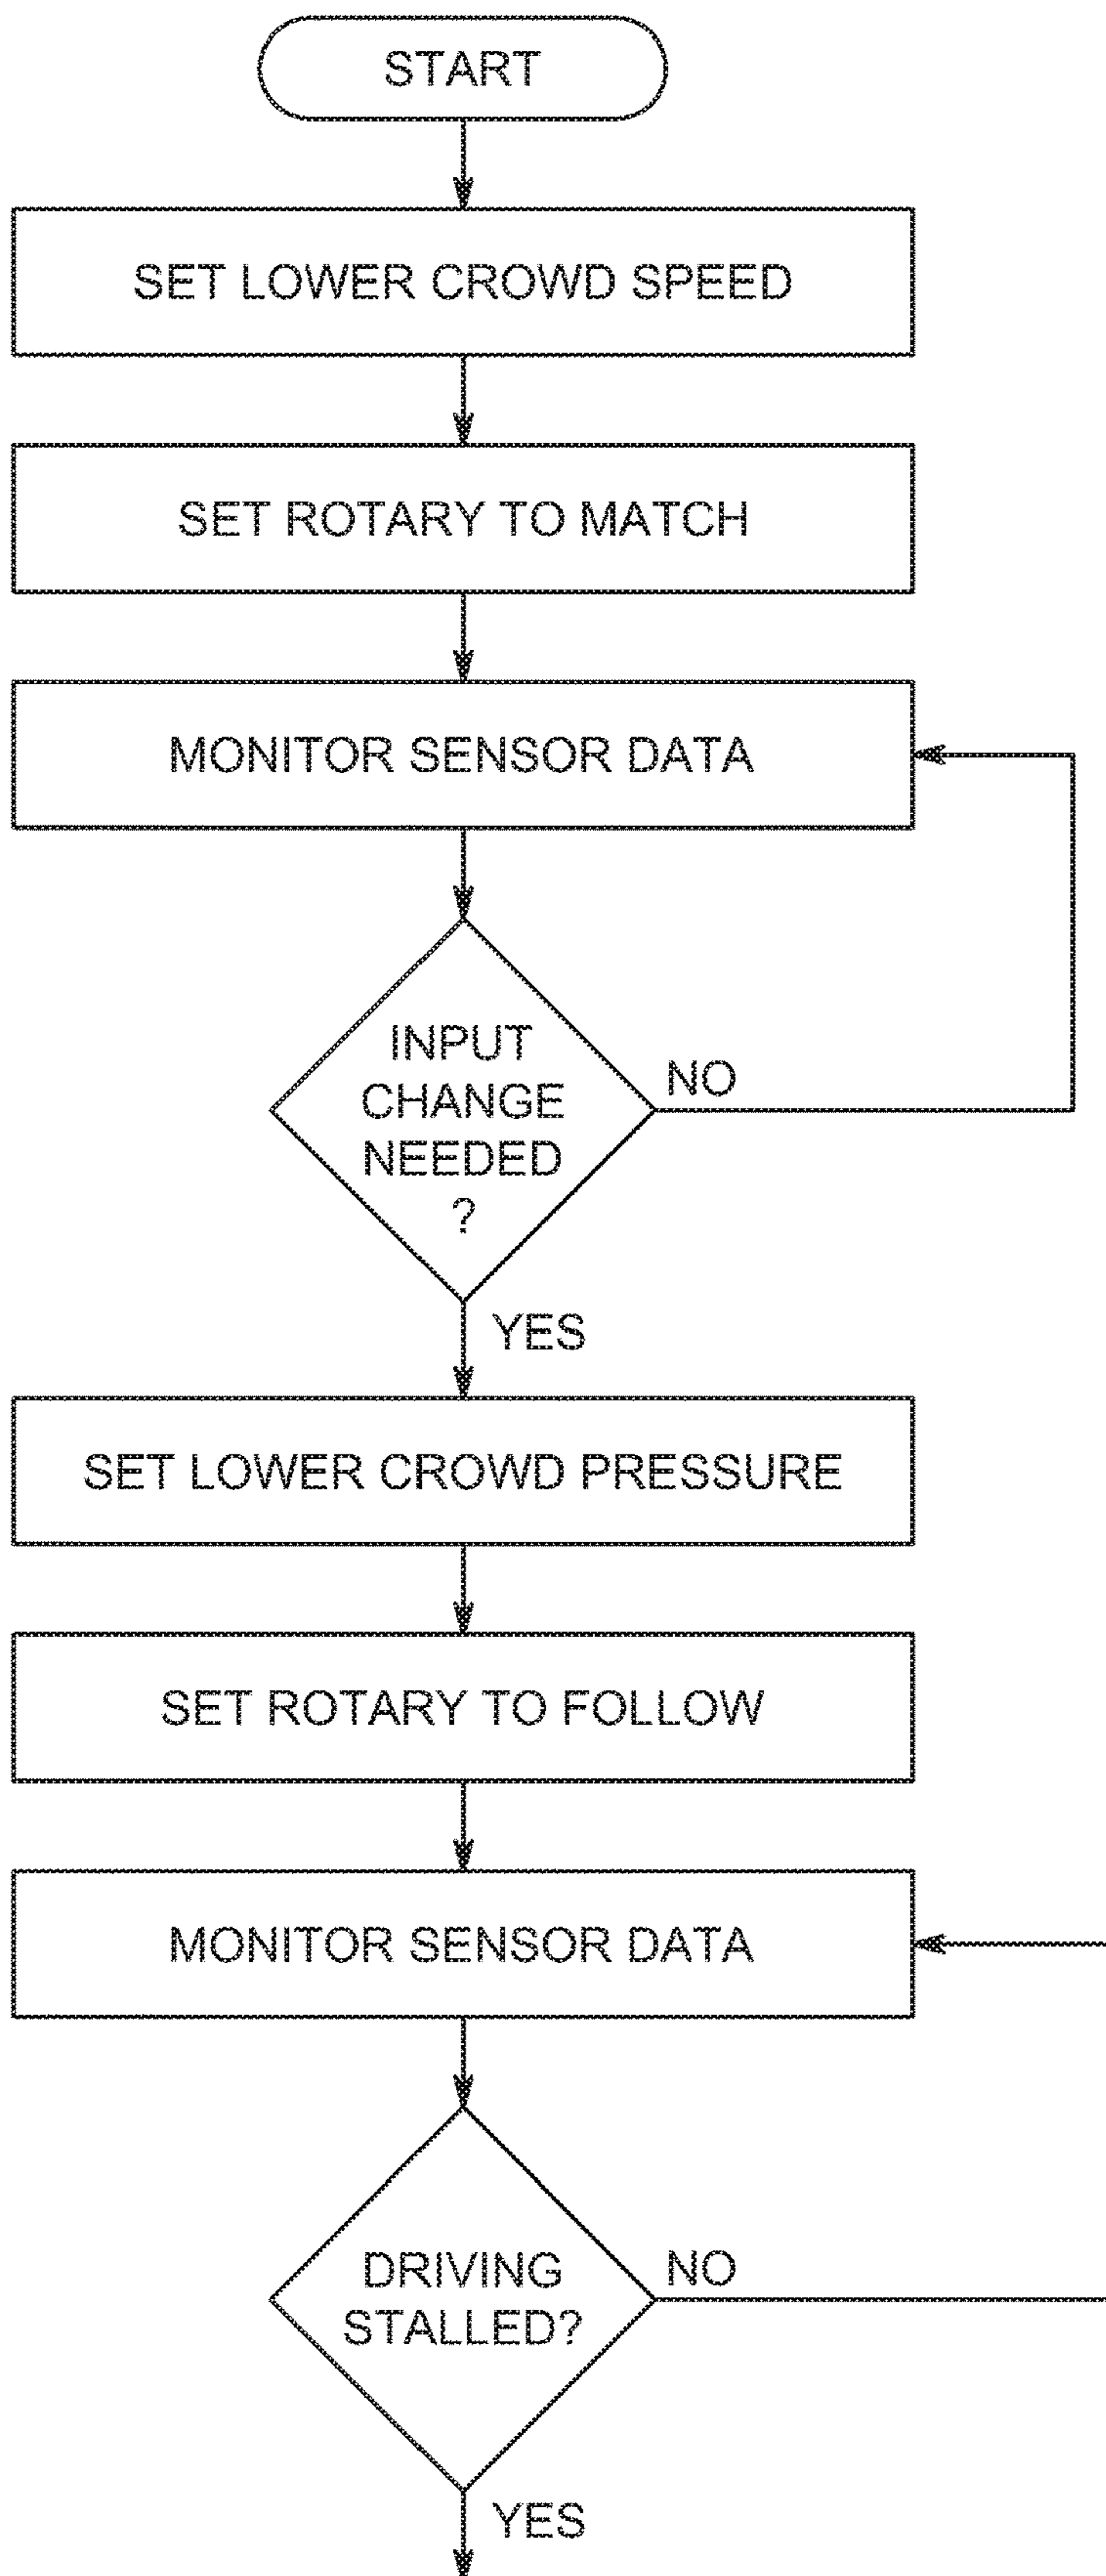 START
SET LOWER CROWD SPEED
SET ROTARY TO MATCH
MONITOR SENSOR DATA
INPUT
CHANGE
NEEDED
?
NO
YES
SET LOWER CROWD PRESSURE
SET ROTARY TO FOLLOW
MONITOR SENSOR DATA
DRIVING
STALLED?
NO
YES